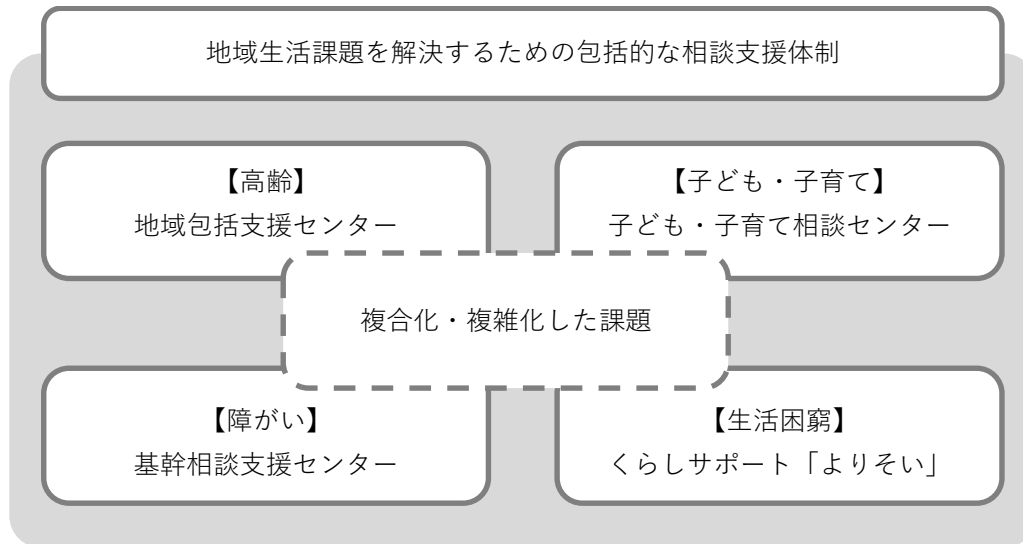 地域生活課題を解決するための包括的な相談支援体制
【高齢】
地域包括支援センター
【子ども・子育て】
子ども・子育て相談センター
複合化・複雑化した課題
【障がい】
基幹相談支援センター
【生活困窮】
くらしサポート「よりそい」